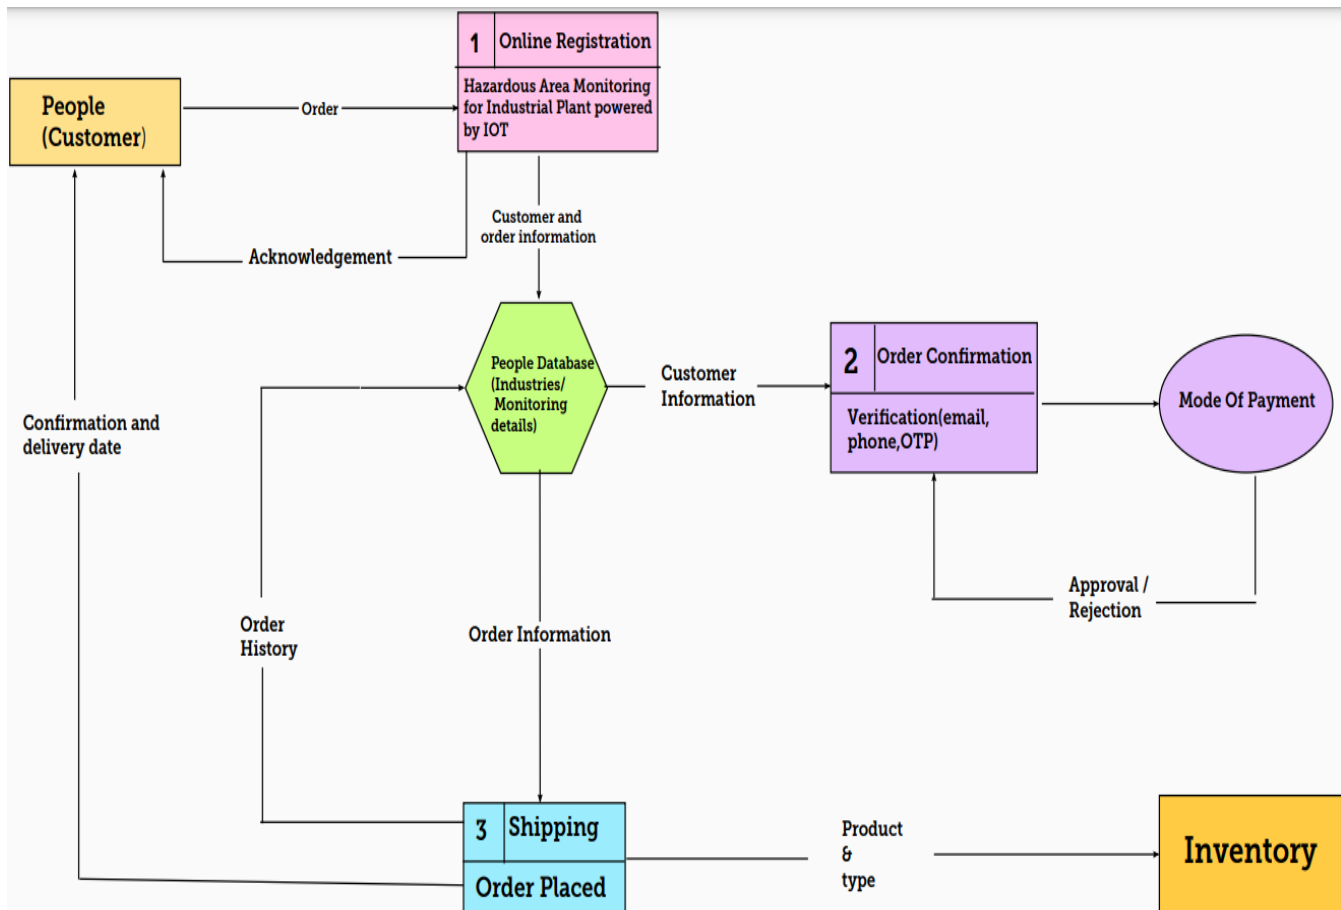 1
Online Registration
Hazardous Area Monitoring
for Industrial Plant powered
by IOT
People
(Customer)
Order
Customer and
order information
Acknowledgement
People Database
(Industries/
Monitoring
details)
Customer
Information
2
Order Confirmation
Verification(email,
phone,OTP)
Mode Of Payment
Confirmation and
delivery date
Approval /
Rejection
Order
History
Order Information
3
Shipping
Order Placed
Product
&
type
Inventory